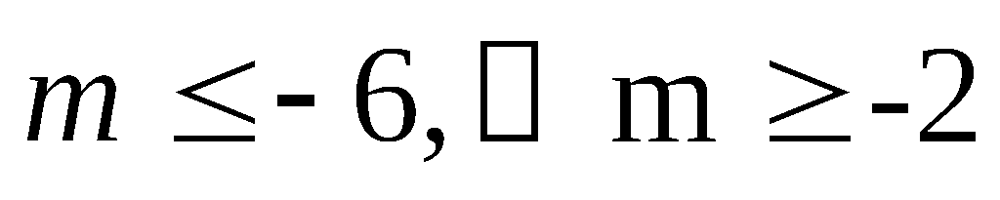 m ≤- 6, m ≥-2